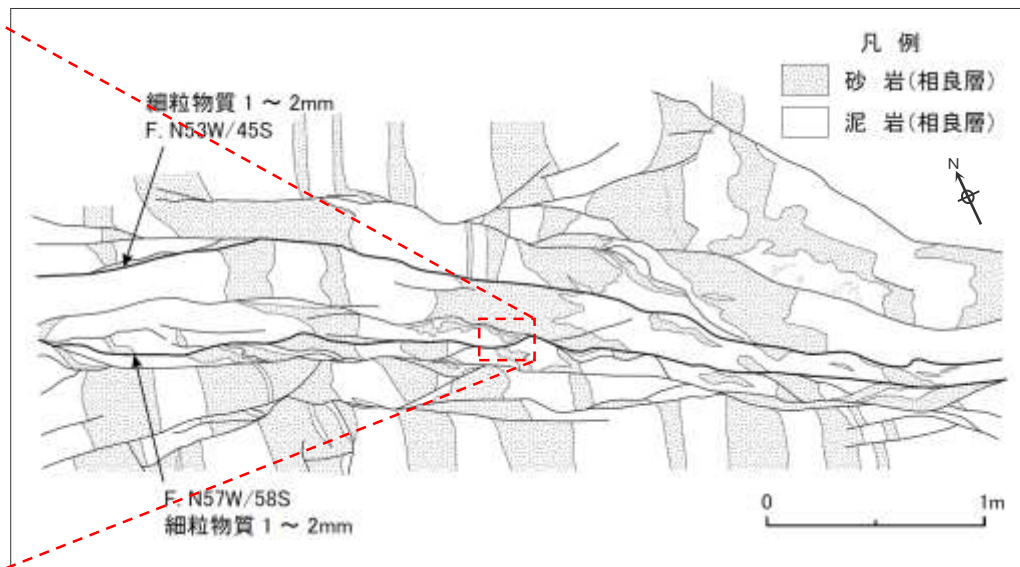 凡 例
砂 岩(相良層)
泥 岩(相良層)
細粒物質 1 ~ 2mm
F. N53W/45S
N
F. N57W/58S
細粒物質 1 ~ 2mm
0 1m